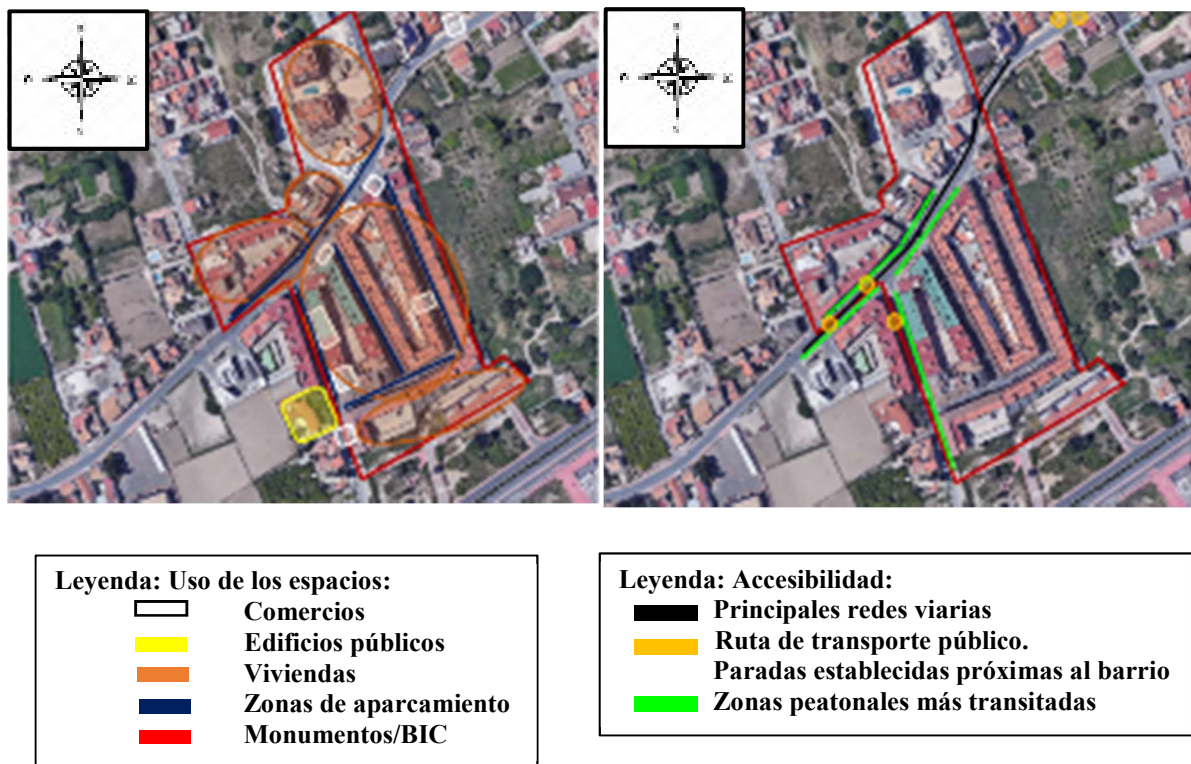 Leyenda: Uso de los espacios:
Comercios
Edificios públicos
Viviendas
Zonas de aparcamiento
Monumentos/BIC
Leyenda: Accesibilidad:
Principales redes viarias
Ruta de transporte público.
Paradas establecidas próximas al barrio
Zonas peatonales más transitadas